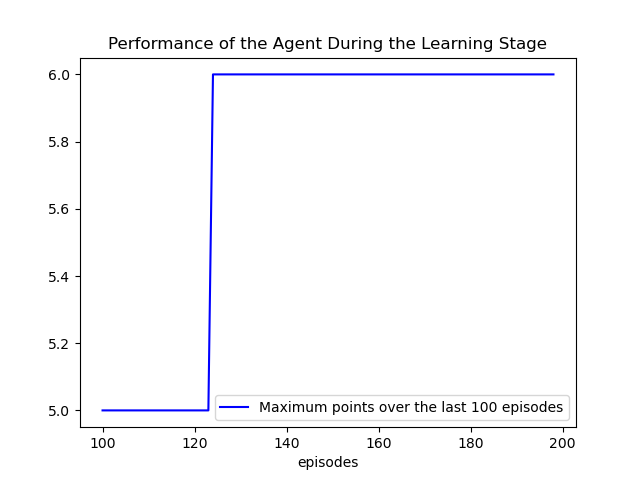 Performance of the Agent During the Learning Stage
6.0
5.8
5.6
5.4
5.2
5.0
Maximum points over the last 100 episodes
100 120 140 160 180 200
episodes